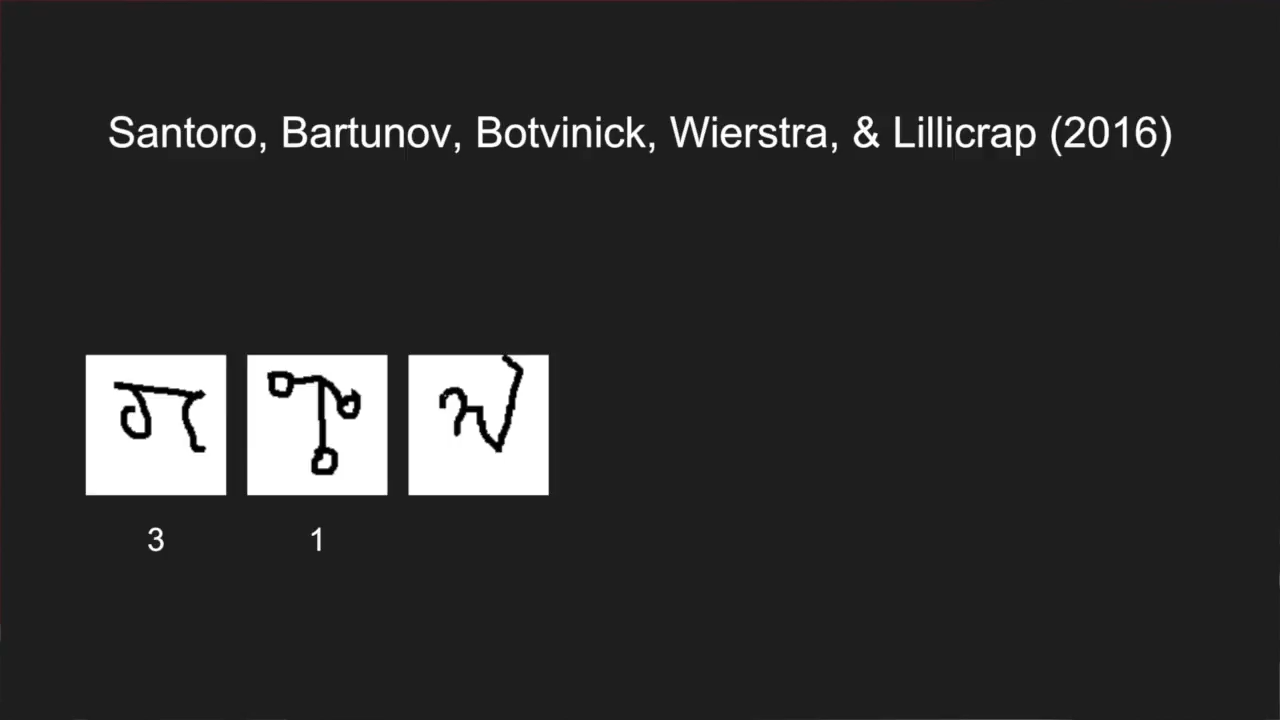 Santoro, Bartunov, Botvinick, Wierstra, & Lillicrap (2016)
3 1